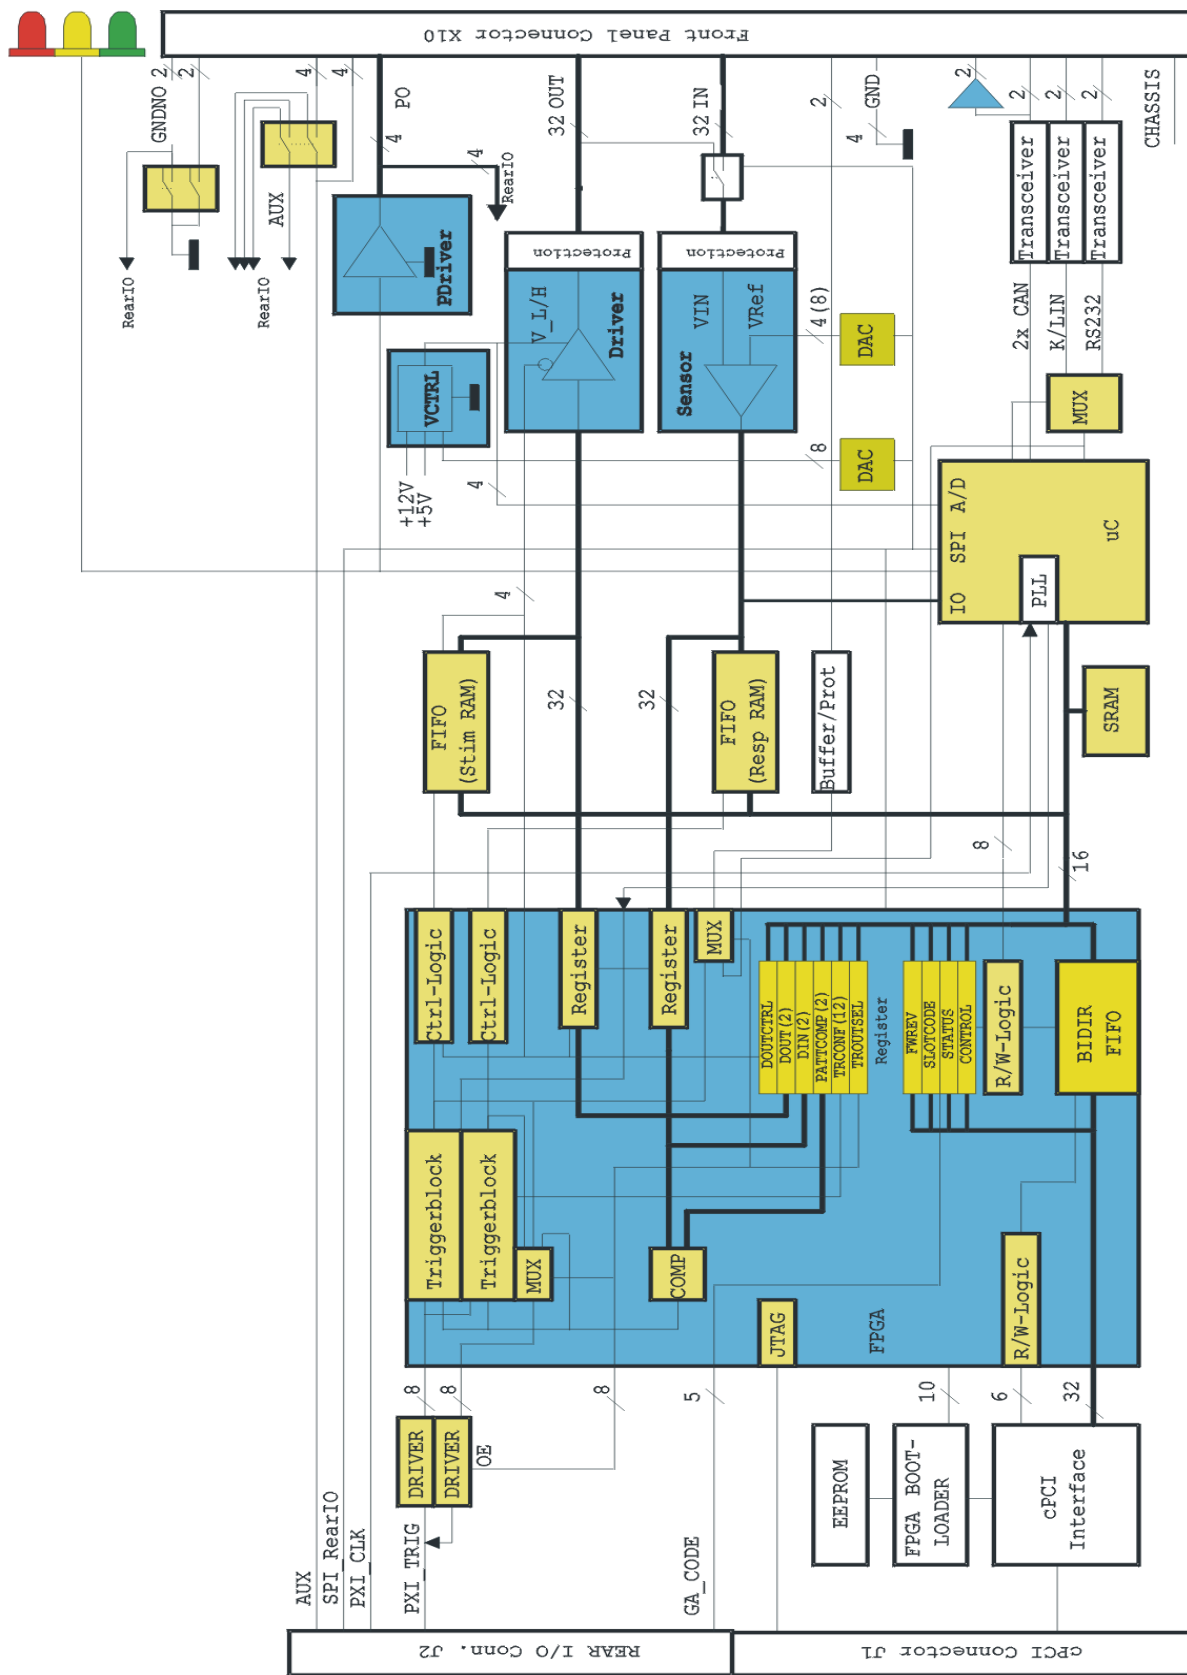 Front Panel Connector X10
2
2
4
4
GNDNO
RearIO
AUX
RearIO
PO
4
4
RearIO
PDriver
32 OUT
32 IN
2
4
GND
2
2
2
2
CHASSIS
Transceiver
Transceiver
Transceiver
2x CAN
K/LIN
RS232
MUX
Protection
V_L/H
Driver
Protection
VIN
VRef
Sensor
4(8)
DAC
8
DAC
VCTRL
+12V
+5V
4
A/D
SPI
IO
uC
PLL
4
FIFO
(Stim RAM)
32
32
FIFO
(Resp RAM)
Buffer/Prot
SRAM
8
16
Ctrl-Logic
Ctrl-Logic
Register
Register
MUX
DOUTCTRL
DOUT(2)
DIN(2)
PATTCOMP(2)
TRCONF(12)
TROUTSEL
Register
FWREV
SLOTCODE
STATUS
CONTROL
R/W-Logic
BIDIR
FIFO
Triggerblock
Triggerblock
MUX
COMP
JTAG
FPGA
R/W-Logic
8
8
8
5
10
6
32
DRIVER
DRIVER
OE
EEPROM
FPGA BOOT-
LOADER
cPCI
Interface
AUX
SPI_RearIO
PXI_CLK
PXI_TRIG
GA_CODE
REAR I/O Conn. J2
cPCI Connector J1